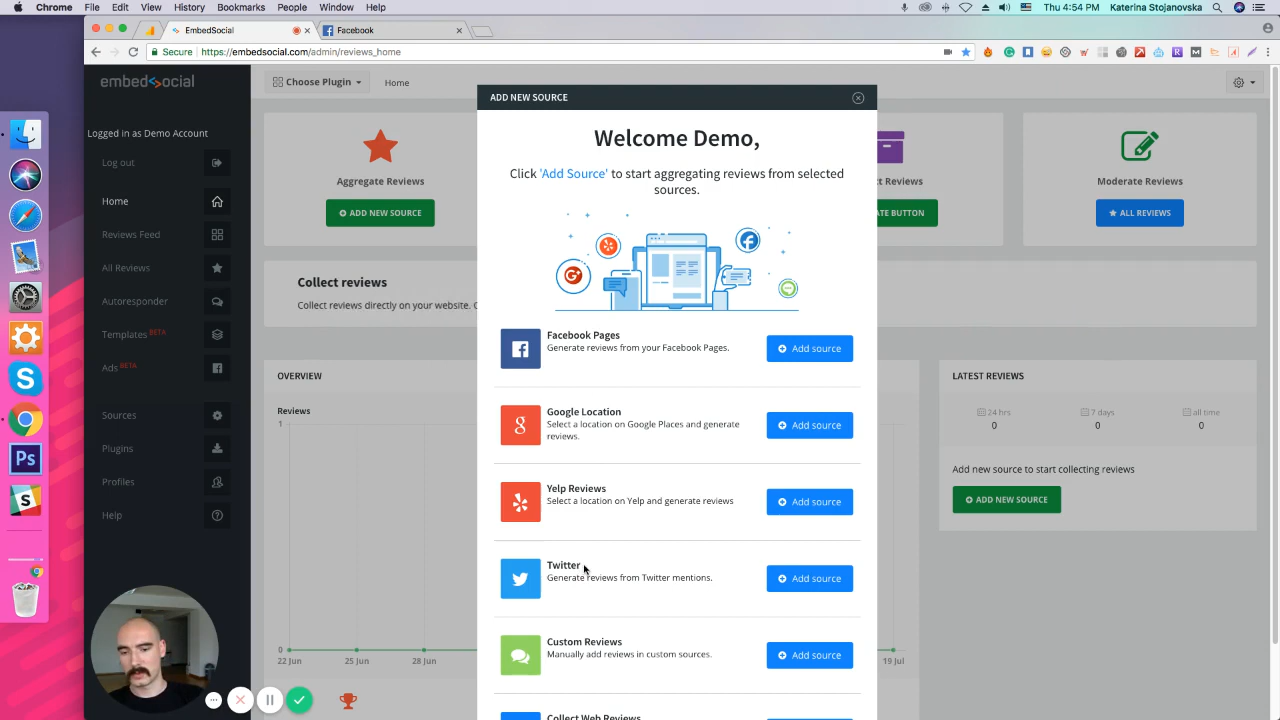 Chrome File Edit View History Bookmarks People Window Help
Thu 4:54 PM Katerina Stojanovska
EmbedSocial
Facebook
Secure https://embedsocial.com/admin/reviews_home
embedsocial
Choose Plugin
Home
Logged in as Demo Account
Log out
Home
Reviews Feed
All Reviews
Autoresponder
Templates BETA
Ads BETA
Sources
Plugins
Profiles
Help
Aggregate Reviews
ADD NEW SOURCE
ct Reviews
ATE BUTTON
Moderate Reviews
ALL REVIEWS
Collect reviews
Collect reviews directly on your website.
OVERVIEW
Reviews
1
0
22 Jun
25 Jun
28 Jun
19 Jul
LATEST REVIEWS
24 hrs
7 days
all time
0
0
0
Add new source to start collecting reviews
ADD NEW SOURCE
ADD NEW SOURCE
Welcome Demo,
Click 'Add Source' to start aggregating reviews from selected
sources.
Facebook Pages
Generate reviews from your Facebook Pages.
Add source
Google Location
Select a location on Google Places and generate
reviews.
Add source
Yelp Reviews
Select a location on Yelp and generate reviews
Add source
Twitter
Generate reviews from Twitter mentions.
Add source
Custom Reviews
Manually add reviews in custom sources.
Add source
Collect Web Reviews
Ps